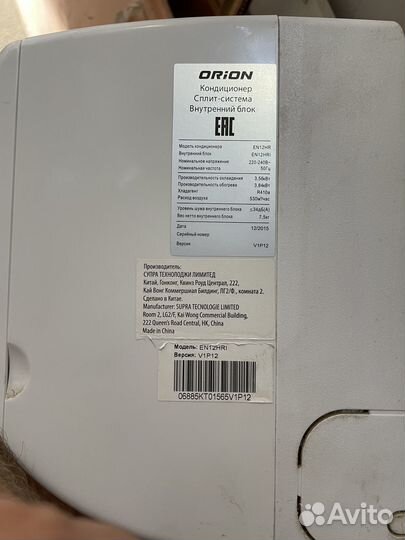 ORION
Кондиционер
Сплит-система
Внутренний блок
EAC
Модель кондиционера EN12HR
Внутренний блок EN12HRI
Номинальное напряжение 220-240В~
Номинальная частота 50Гц
Производительность охлаждения 3,56кВт
Производительность обогрева 3,84кВт
Хладагент R410a
Расход воздуха 530м³/час
Уровень шума внутреннего блока ≤34дБ(А)
Вес нетто внутреннего блока 7,5кг
Дата 12/2015
Серийный номер
Версия V1P12
Производитель:
СУПРА ТЕХНОЛОДЖИ ЛИМИТЕД
Китай, Гонконг, Квинз Роуд Централ, 222,
Кай Вонг Коммершиал Билдинг, ЛГ2/Ф., комната 2.
Сделано в Китае.
Manufacturer: SUPRA TECNOLOGIE LIMITED
Room 2, LG2/F, Kai Wong Commercial Building,
222 Queen's Road Central, HK, China
Made in China
Модель: EN12HRI
Версия: V1P12
06885KT01565V1P12
Avito